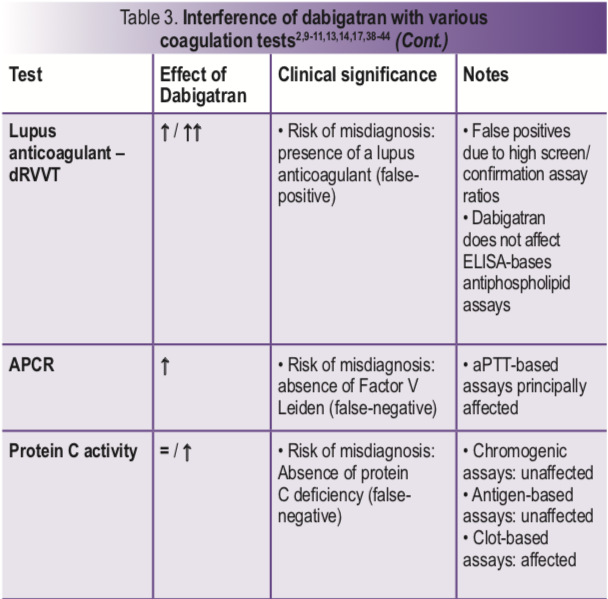 Table 3. Interference of dabigatran with various
coagulation tests2,9-11,13,14,17,38-44 (Cont.)
Test
Effect of
Dabigatran
Clinical significance
Notes
Lupus
anticoagulant –
dRVVT
↑ / ↑↑
• Risk of misdiagnosis:
presence of a lupus
anticoagulant (false-
positive)
• False positives
due to high screen/
confirmation assay
ratios
• Dabigatran
does not affect
ELISA-bases
antiphospholipid
assays
APCR
↑
• Risk of misdiagnosis:
absence of Factor V
Leiden (false-negative)
• aPTT-based
assays principally
affected
Protein C activity
= / ↑
• Risk of misdiagnosis:
Absence of protein
C deficiency (false-
negative)
• Chromogenic
assays: unaffected
• Antigen-based
assays: unaffected
• Clot-based
assays: affected